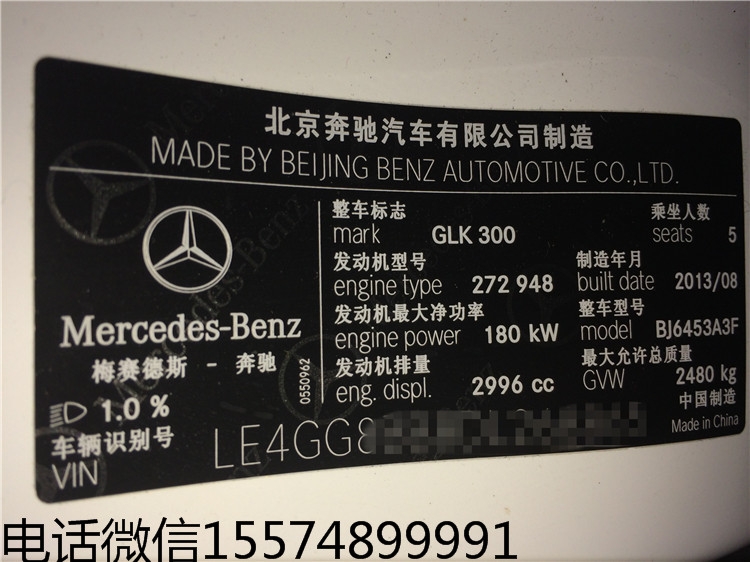 北京奔驰汽车有限公司制造
MADE BY BEIJING BENZ AUTOMOTIVE CO.,LTD.
整车标志 乘坐人数
mark GLK 300 seats 5
发动机型号 制造年月
engine type 272 948 built date 2013/08
发动机最大净功率 整车型号
engine power 180 kW model BJ6453A3F
发动机排量 最大允许总质量
eng. displ. 2996 cc GVW 2480 kg
中国制造
Made in China
Mercedes-Benz
梅赛德斯 - 奔驰
0550962
1.0 %
车辆识别号
VIN LE4GG8
Mercedes-Benz
电话微信15574899991